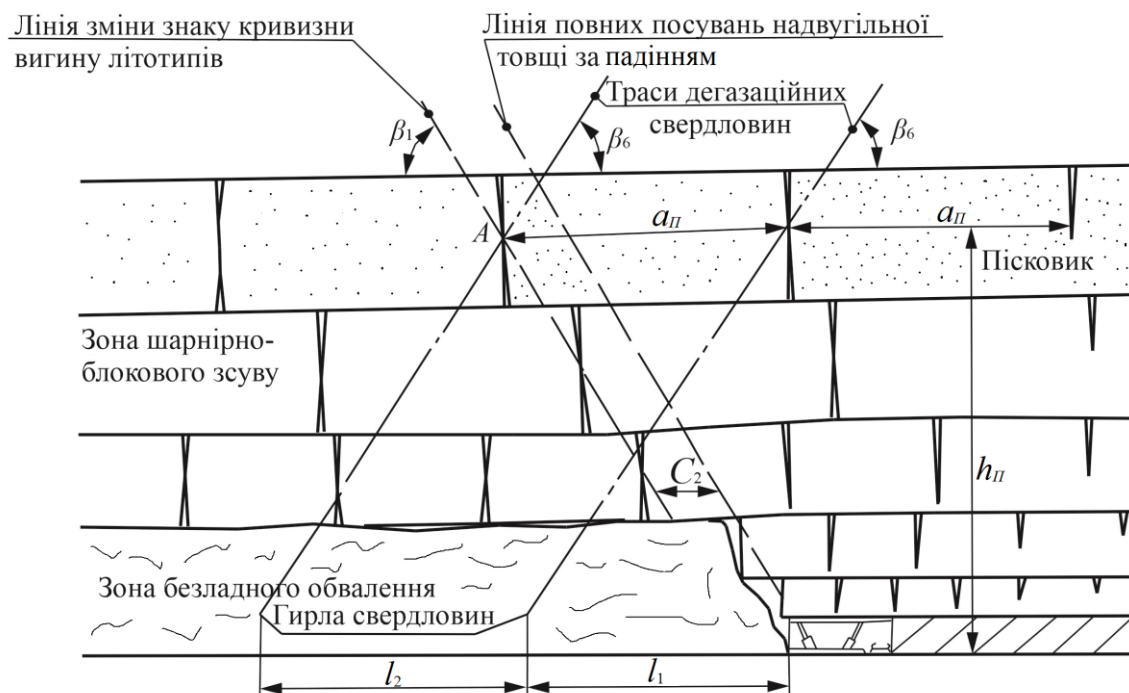 Лінія зміни знаку кривизни
вигину літотипів
Лінія повних посувань надвугільної
товщі за падінням
Траси дегазаційних
свердловин
β₁
β₆
β₆
A
aП
aП
Пісковик
Зона шарнірно-
блокового зсуву
C₂
hП
Зона безладного обвалення
Гирла свердловин
l₂
l₁